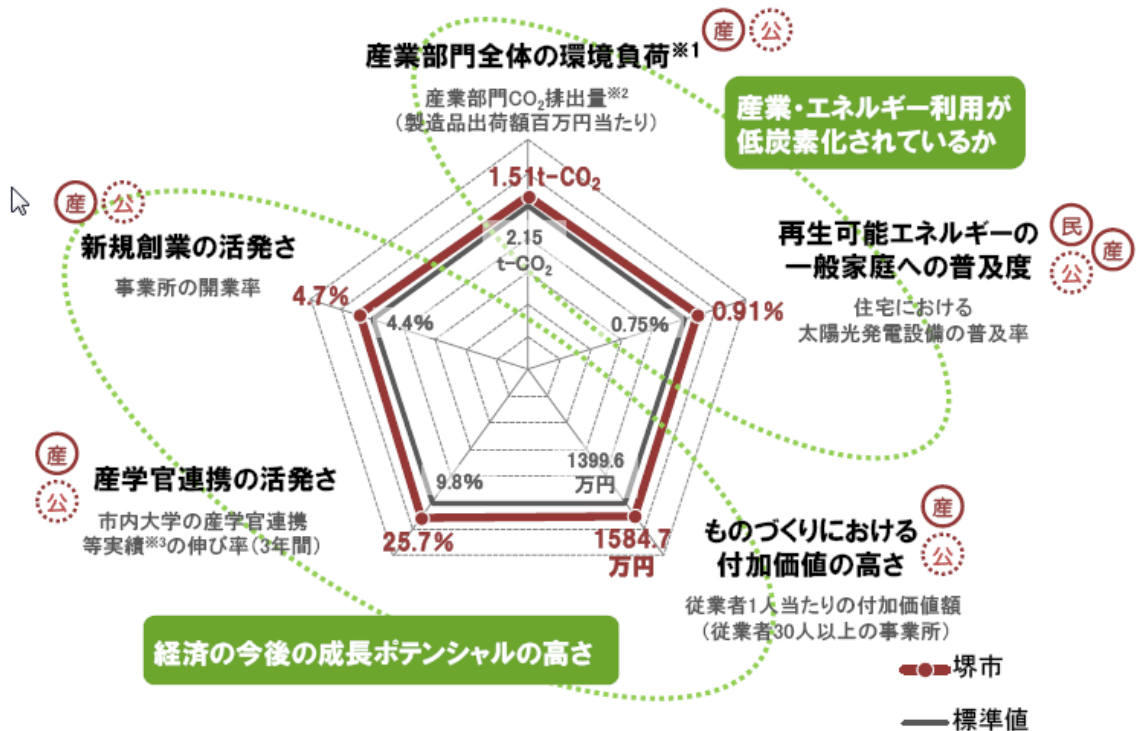 産業部門全体の環境負荷※1
産 公
産業部門CO₂排出量※2
(製造品出荷額百万円当たり)
産業・エネルギー利用が
低炭素化されているか
1.51t-CO₂
2.15
t-CO₂
産 公
新規創業の活発さ
事業所の開業率
4.7%
4.4%
再生可能エネルギーの
一般家庭への普及度
民
産
公
住宅における
太陽光発電設備の普及率
0.91%
0.75%
産
公
産学官連携の活発さ
市内大学の産学官連携
等実績※3の伸び率(3年間)
9.8%
25.7%
1399.6
万円
1584.7
万円
ものづくりにおける
付加価値の高さ
産
公
従業者1人当たりの付加価値額
(従業者30人以上の事業所)
経済の今後の成長ポテンシャルの高さ
堺市
標準値